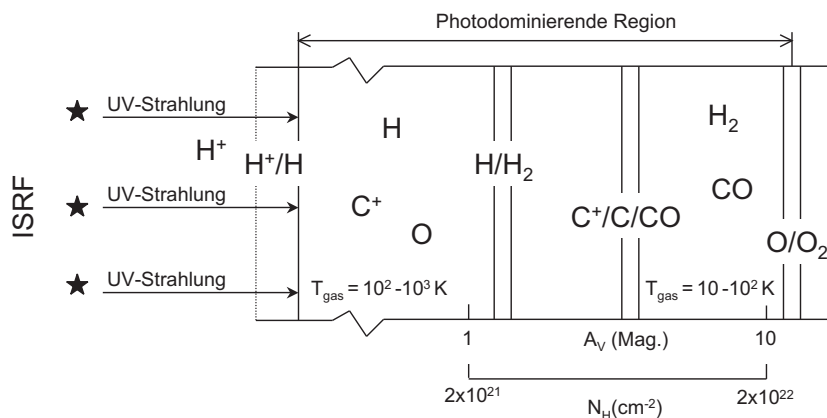 Photodominierende Region
UV-Strahlung
H⁺
H⁺/H
H
H/H₂
H₂
ISRF
UV-Strahlung
C⁺
O
C⁺/C/CO
CO
O/O₂
UV-Strahlung
T_gas = 10²-10³ K
T_gas = 10-10² K
1
A_V (Mag.)
10
2x10²¹
N_H(cm⁻²)
2x10²²